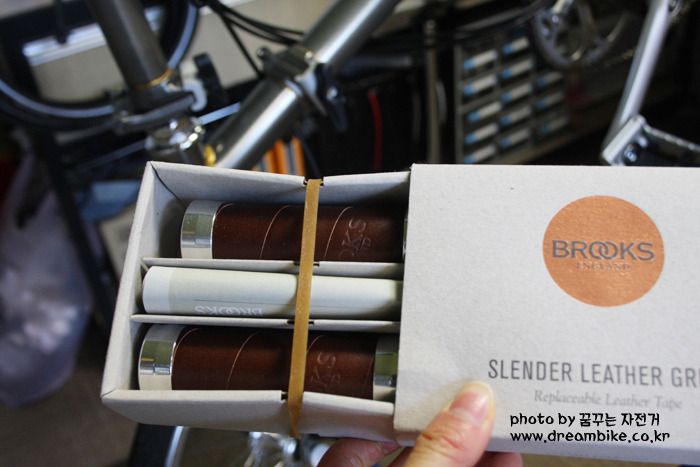 BROOKS
ENGLAND
BROOKS
SLENDER LEATHER GRI
Replaceable Leather Tape
photo by 꿈꾸는 자전거
www.dreambike.co.kr